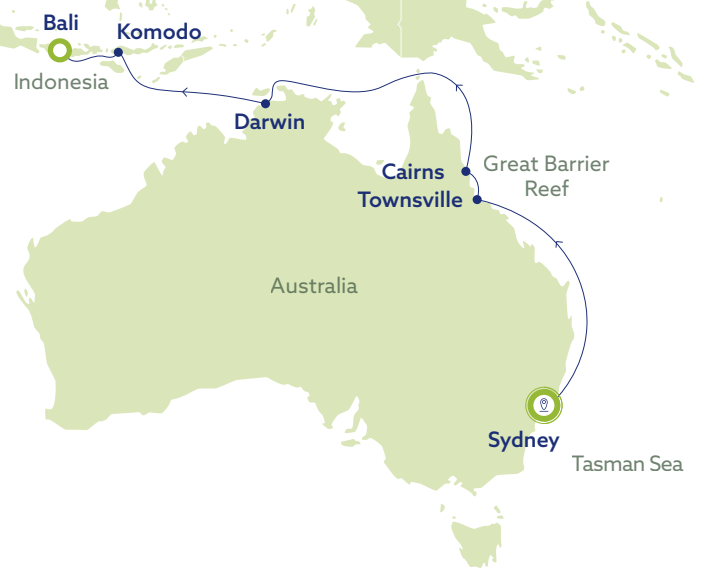 Bali
Komodo
Indonesia
Darwin
Cairns
Great Barrier
Reef
Townsville
Australia
Sydney
Tasman Sea